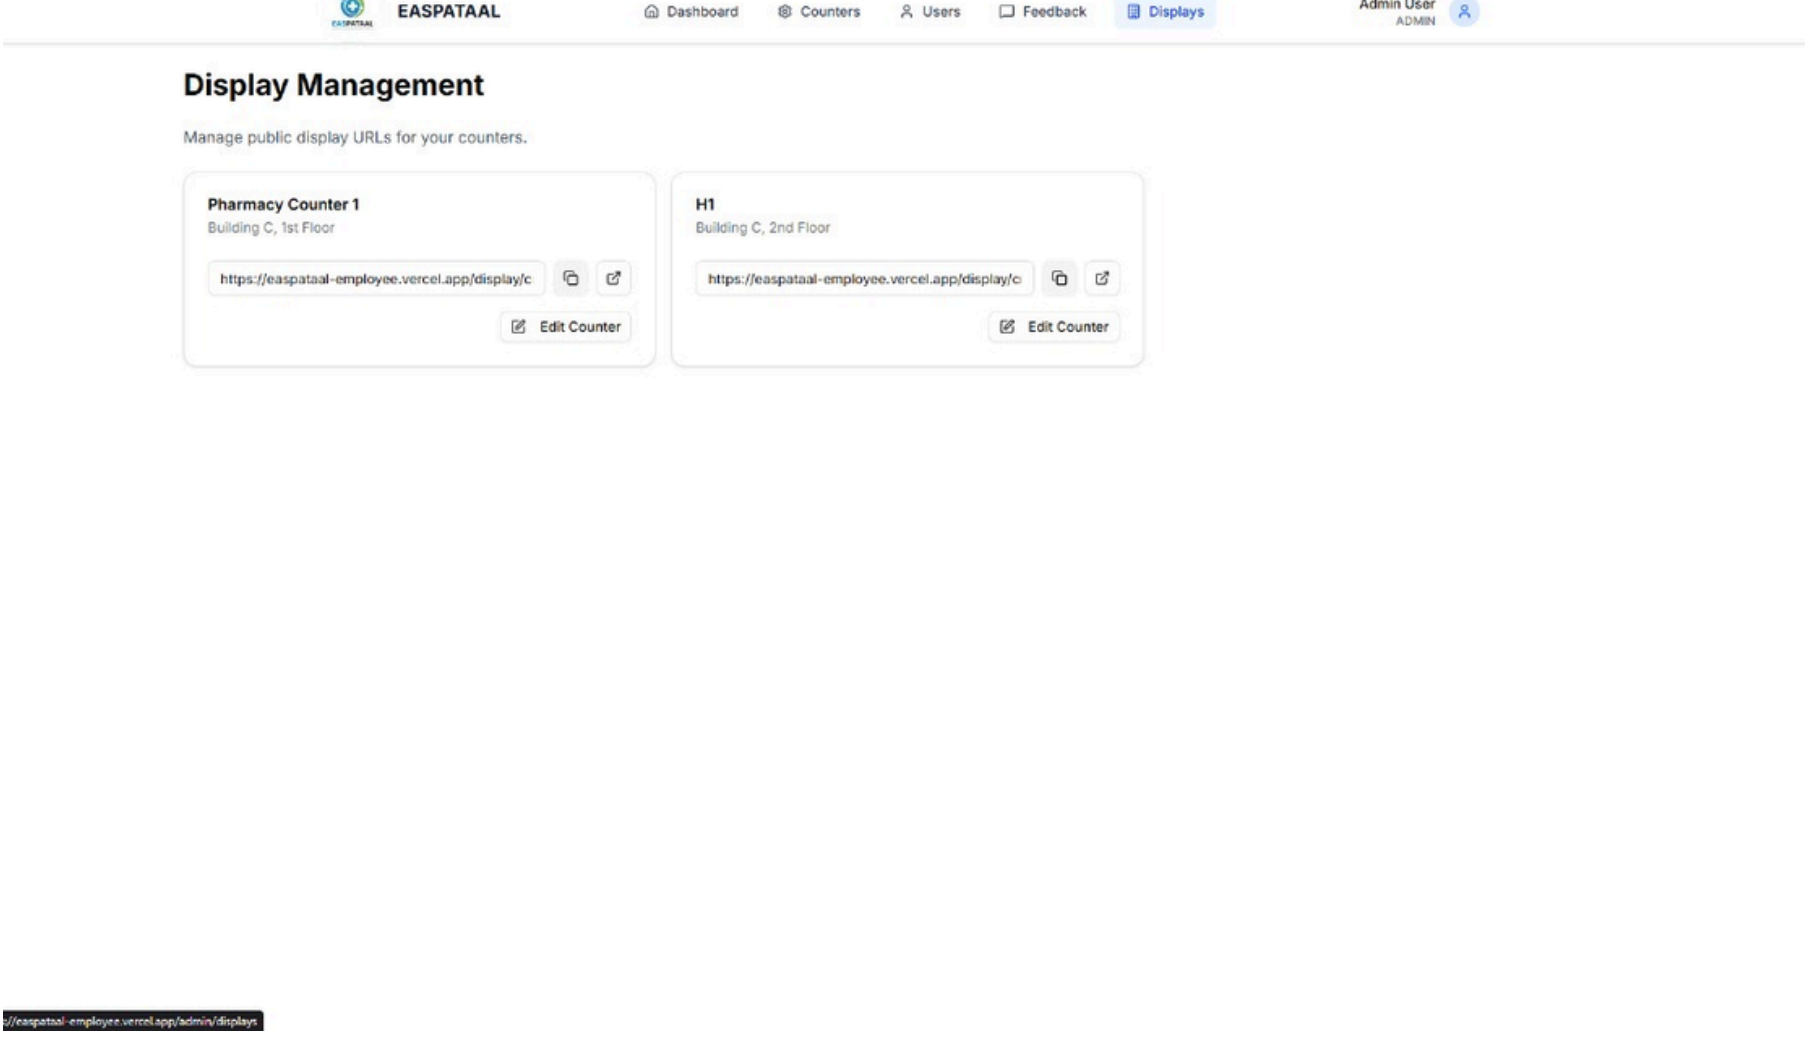 EASPATAAL
EASPATAAL
Dashboard
Counters
Users
Feedback
Displays
Admin User
ADMIN
Display Management
Manage public display URLs for your counters.
Pharmacy Counter 1
Building C, 1st Floor
https://easpataal-employee.vercel.app/display/c
Edit Counter
H1
Building C, 2nd Floor
https://easpataal-employee.vercel.app/display/c
Edit Counter
://easpataal-employee.vercel.app/admin/displays